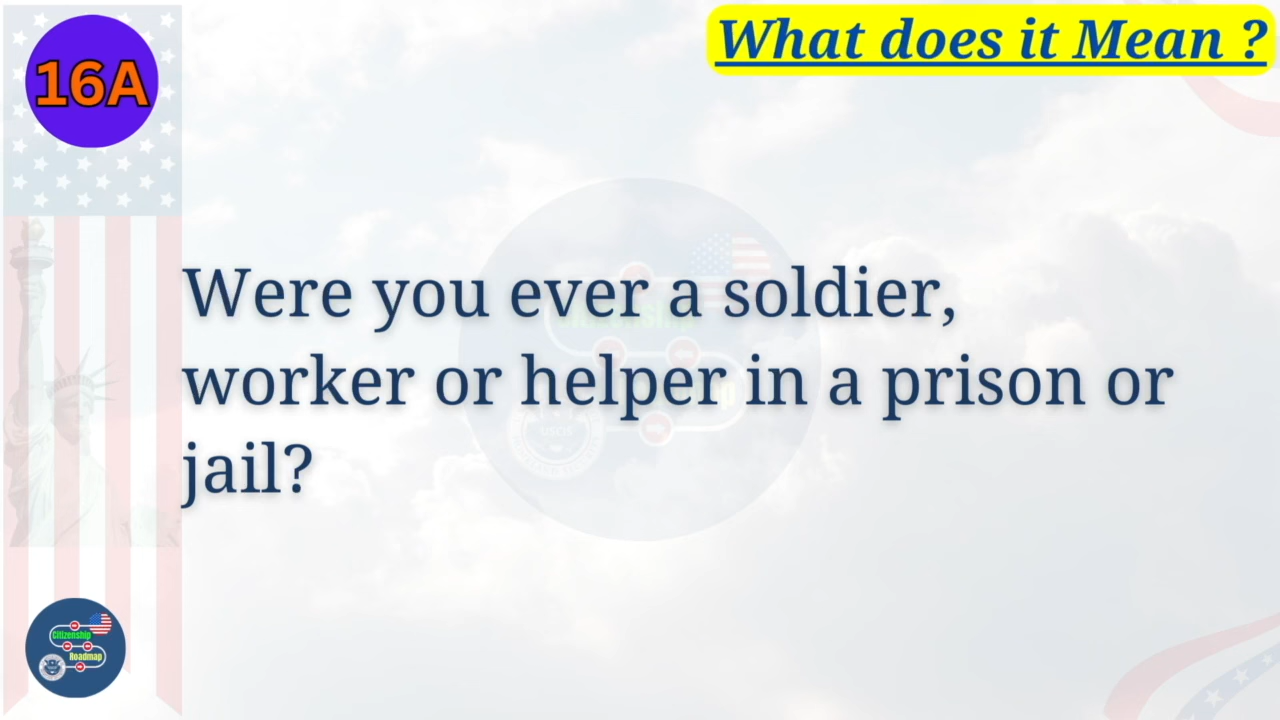 16A
What does it Mean ?
Were you ever a soldier,
worker or helper in a prison or
jail?
Citizenship
Roadmap